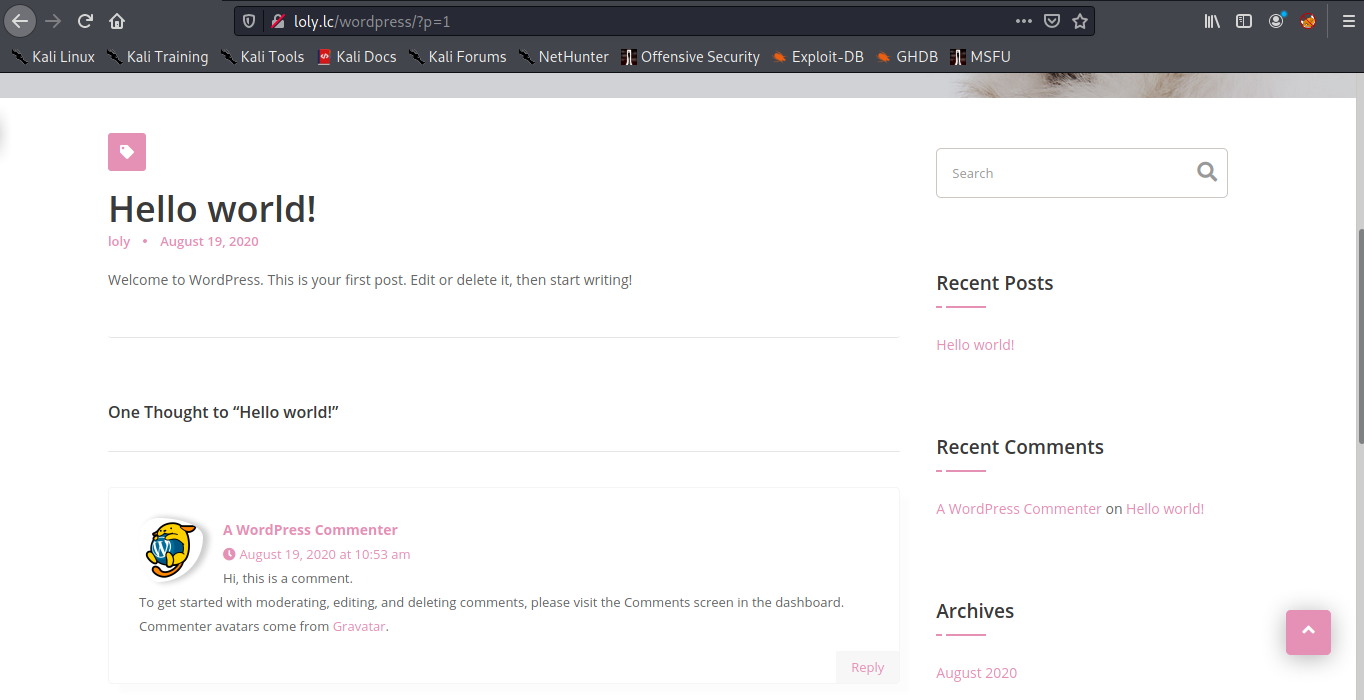 loly.lc/wordpress/?p=1
Kali Linux Kali Training Kali Tools Kali Docs Kali Forums NetHunter Offensive Security Exploit-DB GHDB MSFU
Hello world!
loly • August 19, 2020
Welcome to WordPress. This is your first post. Edit or delete it, then start writing!
One Thought to “Hello world!”
A WordPress Commenter
August 19, 2020 at 10:53 am
Hi, this is a comment.
To get started with moderating, editing, and deleting comments, please visit the Comments screen in the dashboard.
Commenter avatars come from Gravatar.
Reply
Search
Recent Posts
Hello world!
Recent Comments
A WordPress Commenter on Hello world!
Archives
August 2020